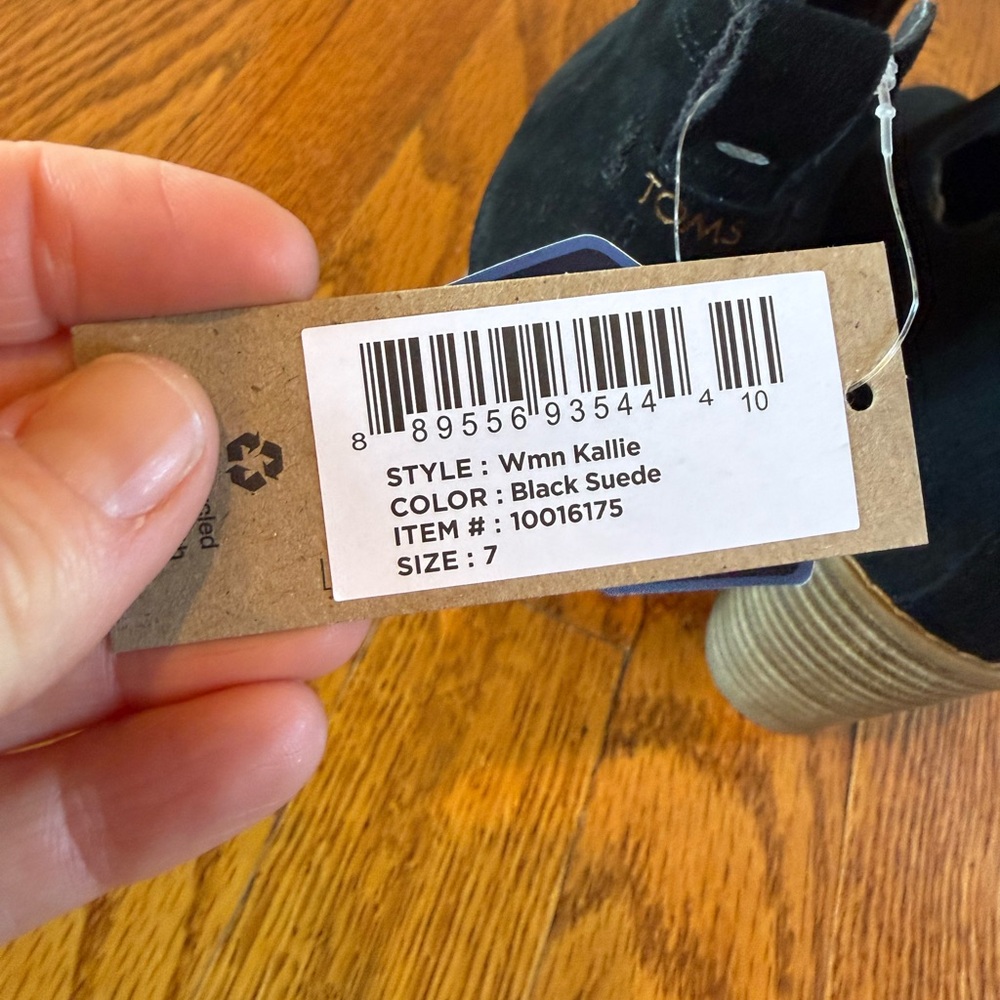 TOMS
8 89556 93544 4 10
STYLE : Wmn Kallie
COLOR : Black Suede
ITEM # : 10016175
SIZE : 7